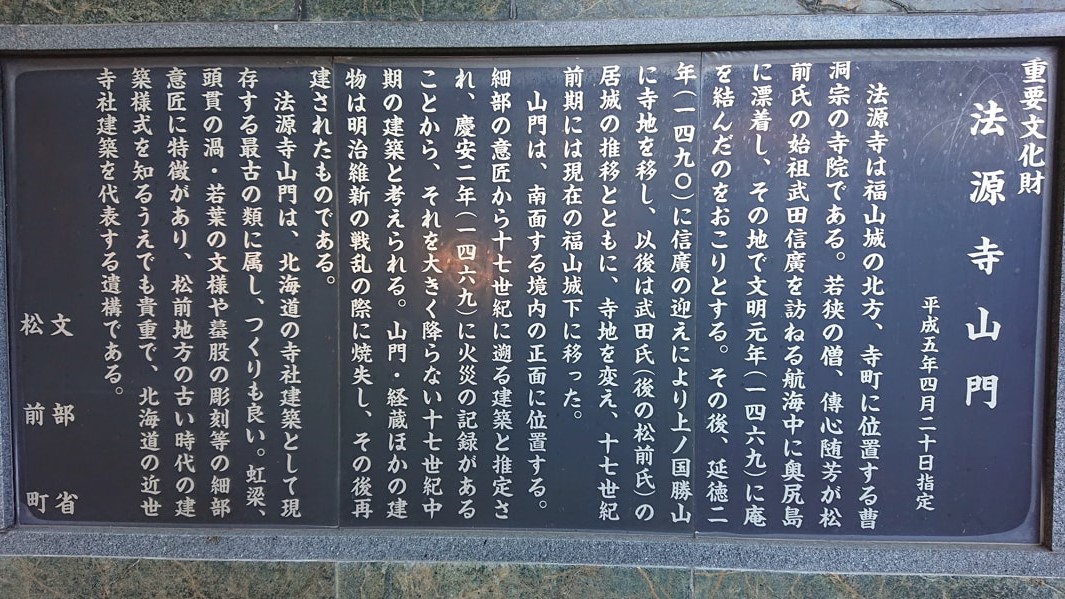 重要文化財
法源寺山門
平成五年四月二十日指定
法源寺は福山城の北方、寺町に位置する曹
洞宗の寺院である。若狭の僧、傳心随芳が松
前氏の始祖武田信廣を訪ねる航海中に奥尻島
に漂着し、その地で文明元年(一四六九)に庵
を結んだのをおこりとする。その後、延徳二
年(一四九〇)に信廣の迎えにより上ノ国勝山
に寺地を移し、以後は武田氏(後の松前氏)の
居城の推移とともに、寺地を変え、十七世紀
前期には現在の福山城下に移った。
山門は、南面する境内の正面に位置する。
細部の意匠から十七世紀に遡る建築と推定さ
れ、慶安二年(一四六九)に火災の記録がある
ことから、それを大きく降らない十七世紀中
期の建築と考えられる。山門・経蔵ほかの建
物は明治維新の戦乱の際に焼失し、その後再
建されたものである。
法源寺山門は、北海道の寺社建築として現
存する最古の類に属し、つくりも良い。虹梁、
頭貫の渦・若葉の文様や蟇股の彫刻等の細部
意匠に特徴があり、松前地方の古い時代の建
築様式を知るうえでも貴重で、北海道の近世
寺社建築を代表する遺構である。
文部省
松前町